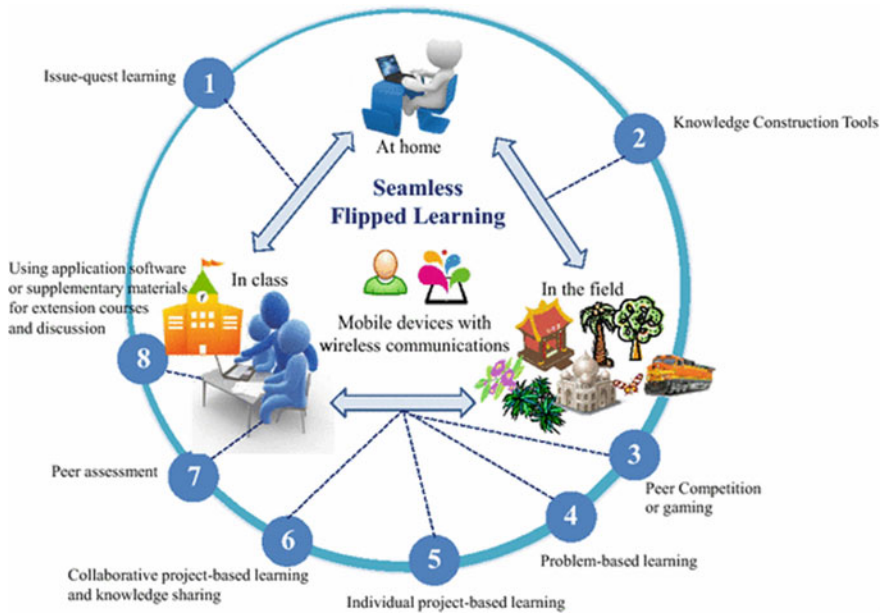 1
Issue-quest learning
At home
2
Knowledge Construction Tools
Seamless
Flipped Learning
Using application software
or supplementary materials
for extension courses
and discussion
In class
In the field
Mobile devices with
wireless communications
8
7
Peer assessment
3
Peer Competition
or gaming
4
Problem-based learning
6
Collaborative project-based learning
and knowledge sharing
5
Individual project-based learning